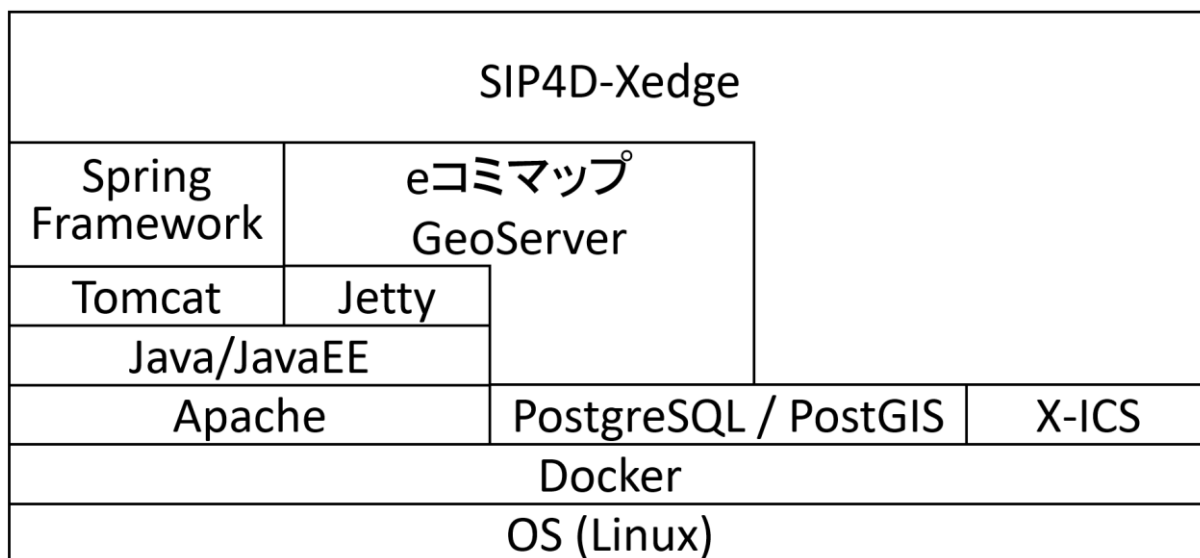 SIP4D-Xedge
Spring
Framework
eコミマップ
GeoServer
Tomcat
Jetty
Java/JavaEE
Apache
PostgreSQL / PostGIS
X-ICS
Docker
OS (Linux)